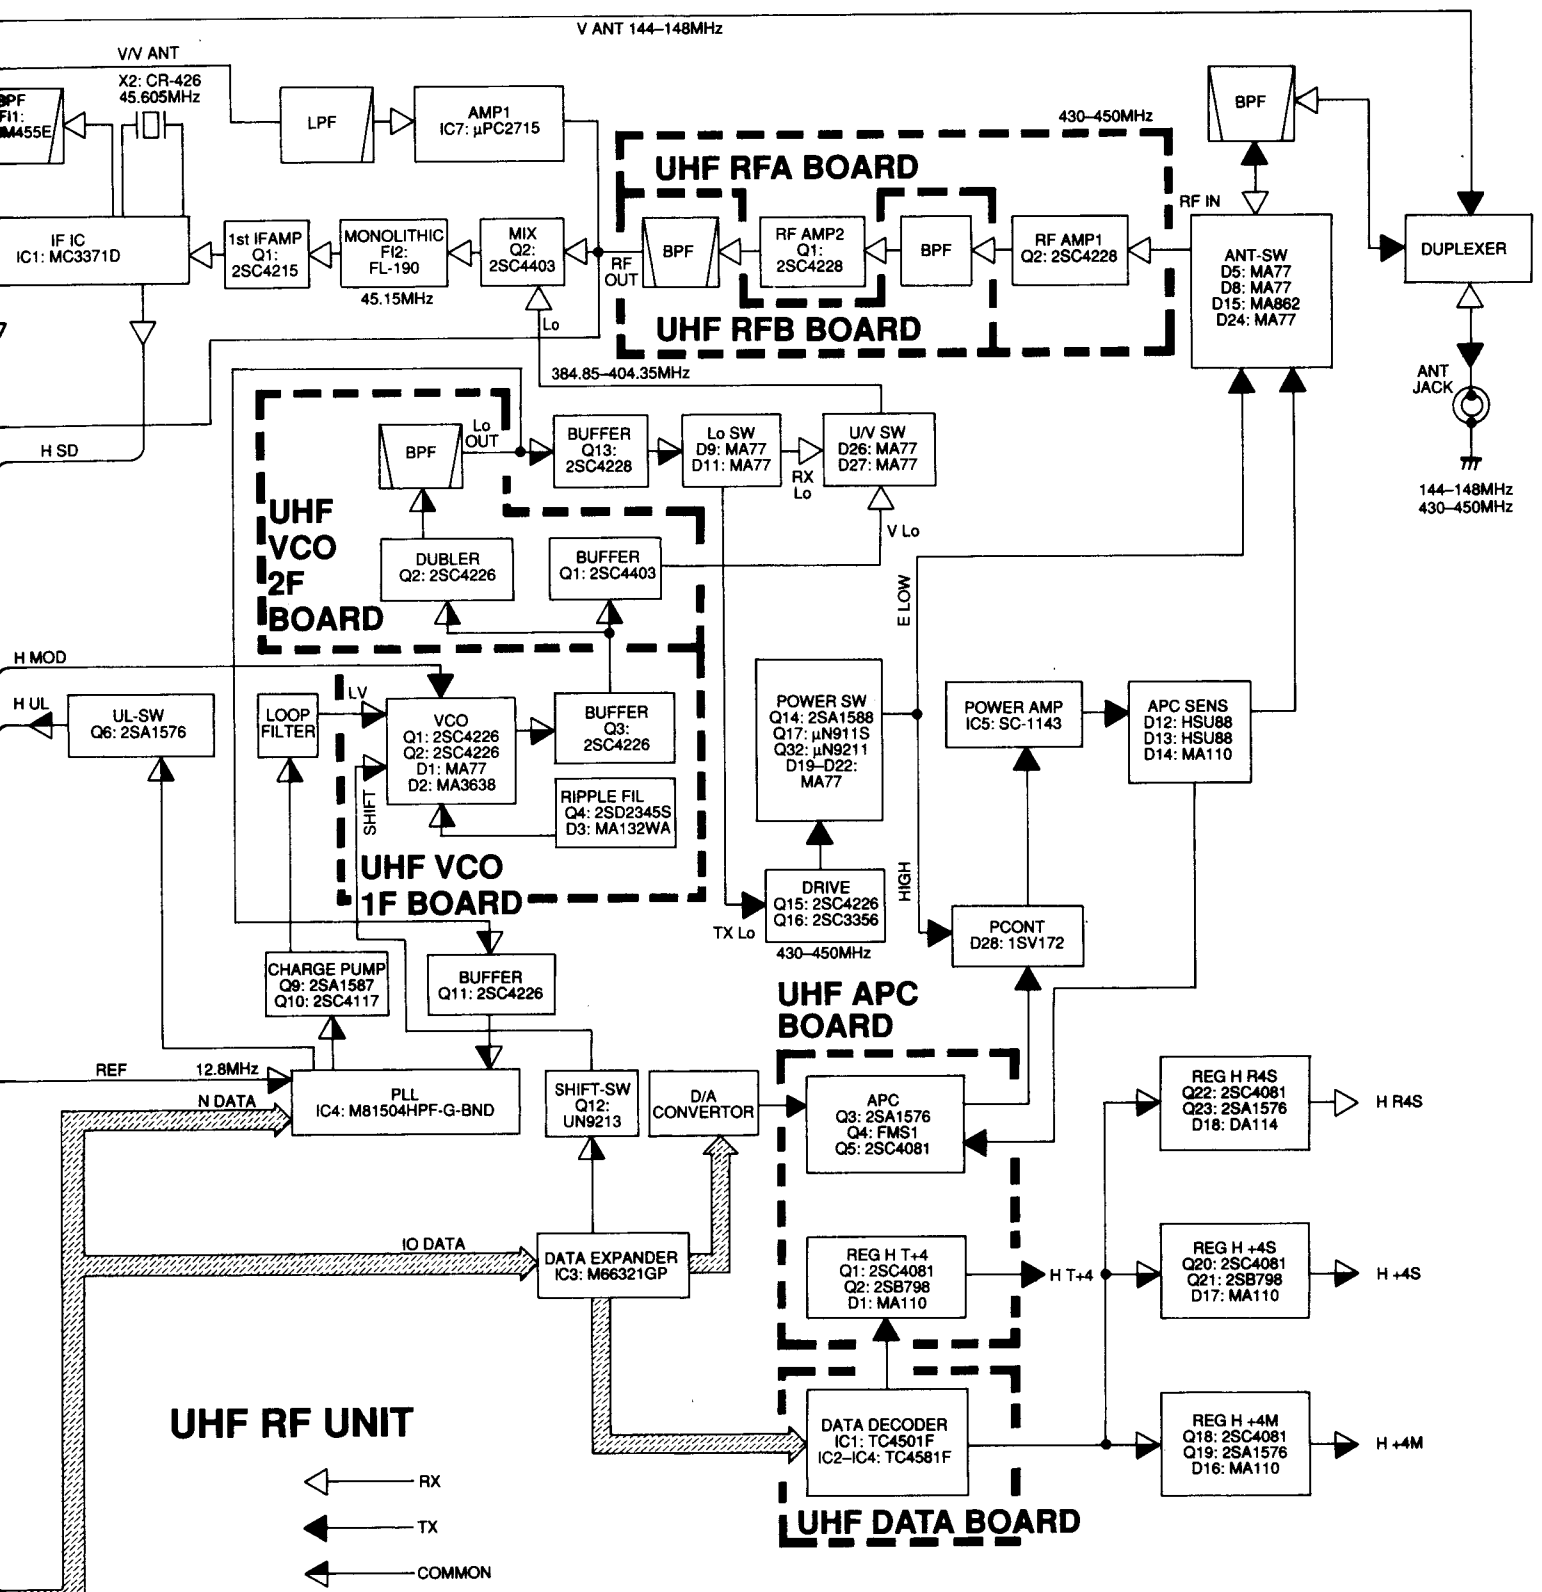 V ANT 144–148MHz
V/V ANT
X2: CR-426
45.605MHz
BPF
FI1:
M455E
LPF
AMP1
IC7: µPC2715
430–450MHz
BPF
UHF RFA BOARD
RF IN
IF IC
IC1: MC3371D
1st IFAMP
Q1:
2SC4215
MONOLITHIC
FI2:
FL-190
45.15MHz
MIX
Q2:
2SC4403
RF
OUT
BPF
RF AMP2
Q1:
2SC4228
BPF
RF AMP1
Q2: 2SC4228
ANT-SW
D5: MA77
D8: MA77
D15: MA862
D24: MA77
DUPLEXER
Lo
UHF RFB BOARD
384.85–404.35MHz
ANT
JACK
144–148MHz
430–450MHz
H SD
BPF
Lo
OUT
BUFFER
Q13:
2SC4228
Lo SW
D9: MA77
D11: MA77
RX
Lo
U/V SW
D26: MA77
D27: MA77
V Lo
UHF
VCO
2F
BOARD
DUBLER
Q2: 2SC4226
BUFFER
Q1: 2SC4403
E LOW
H MOD
H UL
UL-SW
Q6: 2SA1576
LOOP
FILTER
LV
VCO
Q1: 2SC4226
Q2: 2SC4226
D1: MA77
D2: MA3638
SHIFT
BUFFER
Q3:
2SC4226
RIPPLE FIL
Q4: 2SD2345S
D3: MA132WA
UHF VCO
1F BOARD
POWER SW
Q14: 2SA1588
Q17: µN911S
Q32: µN9211
D19–D22:
MA77
POWER AMP
IC5: SC-1143
APC SENS
D12: HSU88
D13: HSU88
D14: MA110
HIGH
DRIVE
Q15: 2SC4226
Q16: 2SC3356
TX Lo
430–450MHz
PCONT
D28: 1SV172
CHARGE PUMP
Q9: 2SA1587
Q10: 2SC4117
BUFFER
Q11: 2SC4226
UHF APC
BOARD
REF
12.8MHz
N DATA
PLL
IC4: M81504HPF-G-BND
SHIFT-SW
Q12:
UN9213
D/A
CONVERTOR
APC
Q3: 2SA1576
Q4: FMS1
Q5: 2SC4081
REG H R4S
Q22: 2SC4081
Q23: 2SA1576
D18: DA114
H R4S
IO DATA
DATA EXPANDER
IC3: M66321GP
REG H T+4
Q1: 2SC4081
Q2: 2SB798
D1: MA110
H T+4
REG H +4S
Q20: 2SC4081
Q21: 2SB798
D17: MA110
H +4S
DATA DECODER
IC1: TC4501F
IC2–IC4: TC4581F
REG H +4M
Q18: 2SC4081
Q19: 2SA1576
D16: MA110
H +4M
UHF DATA BOARD
UHF RF UNIT
RX
TX
COMMON